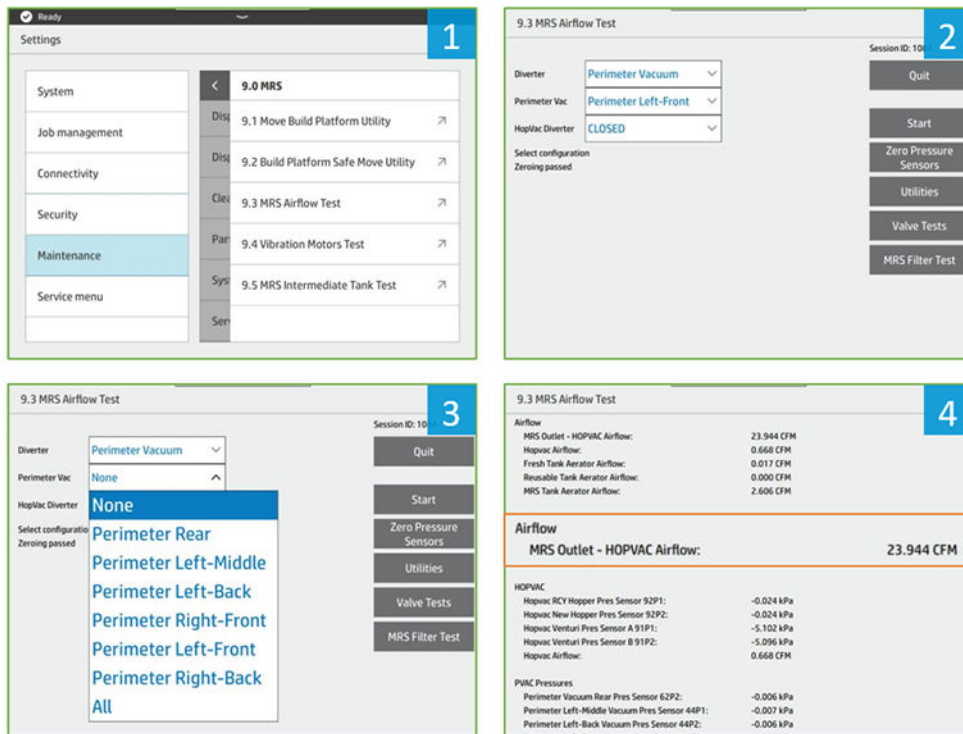 Ready
1
Settings
System
Job management
Connectivity
Security
Maintenance
Service menu
9.0 MRS
9.1 Move Build Platform Utility
9.2 Build Platform Safe Move Utility
9.3 MRS Airflow Test
9.4 Vibration Motors Test
9.5 MRS Intermediate Tank Test
9.3 MRS Airflow Test
2
Session ID:
Diverter
Perimeter Vacuum
Perimeter Vac
Perimeter Left-Front
HopVac Diverter
CLOSED
Select configuration
Zeroing passed
Quit
Start
Zero Pressure
Sensors
Utilities
Valve Tests
MRS Filter Test
9.3 MRS Airflow Test
3
Session ID:
Diverter
Perimeter Vacuum
Perimeter Vac
None
HopVac Diverter
Zeroing passed
None
Perimeter Rear
Perimeter Left-Middle
Perimeter Left-Back
Perimeter Right-Front
Perimeter Left-Front
Perimeter Right-Back
All
Quit
Start
Zero Pressure
Sensors
Utilities
Valve Tests
MRS Filter Test
9.3 MRS Airflow Test
4
Airflow
MRS Outlet - HOPVAC Airflow: 23.944 CFM
Hopvac Airflow: 0.668 CFM
Fresh Tank Aerator Airflow: 0.017 CFM
Reusable Tank Aerator Airflow: 0.000 CFM
MRS Tank Aerator Airflow: 2.606 CFM
Airflow
MRS Outlet - HOPVAC Airflow: 23.944 CFM
HOPVAC
Hopvac RCY Hopper Pres Sensor 92P1: -0.024 kPa
Hopvac New Hopper Pres Sensor 92P2: -0.024 kPa
Hopvac Venturi Pres Sensor A 91P1: -5.102 kPa
Hopvac Venturi Pres Sensor B 91P2: -5.096 kPa
Hopvac Airflow: 0.668 CFM
PVAC Pressures
Perimeter Vacuum Rear Pres Sensor 62P2: -0.006 kPa
Perimeter Left-Middle Vacuum Pres Sensor 44P1: -0.007 kPa
Perimeter Left-Back Vacuum Pres Sensor 44P2: -0.006 kPa